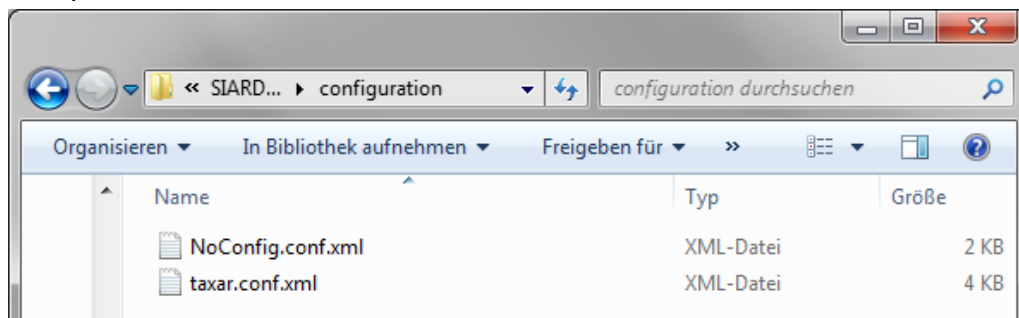 « SIARD... configuration configuration durchsuchen
Organisieren In Bibliothek aufnehmen Freigeben für »
Name Typ Größe
NoConfig.conf.xml XML-Datei 2 KB
taxar.conf.xml XML-Datei 4 KB